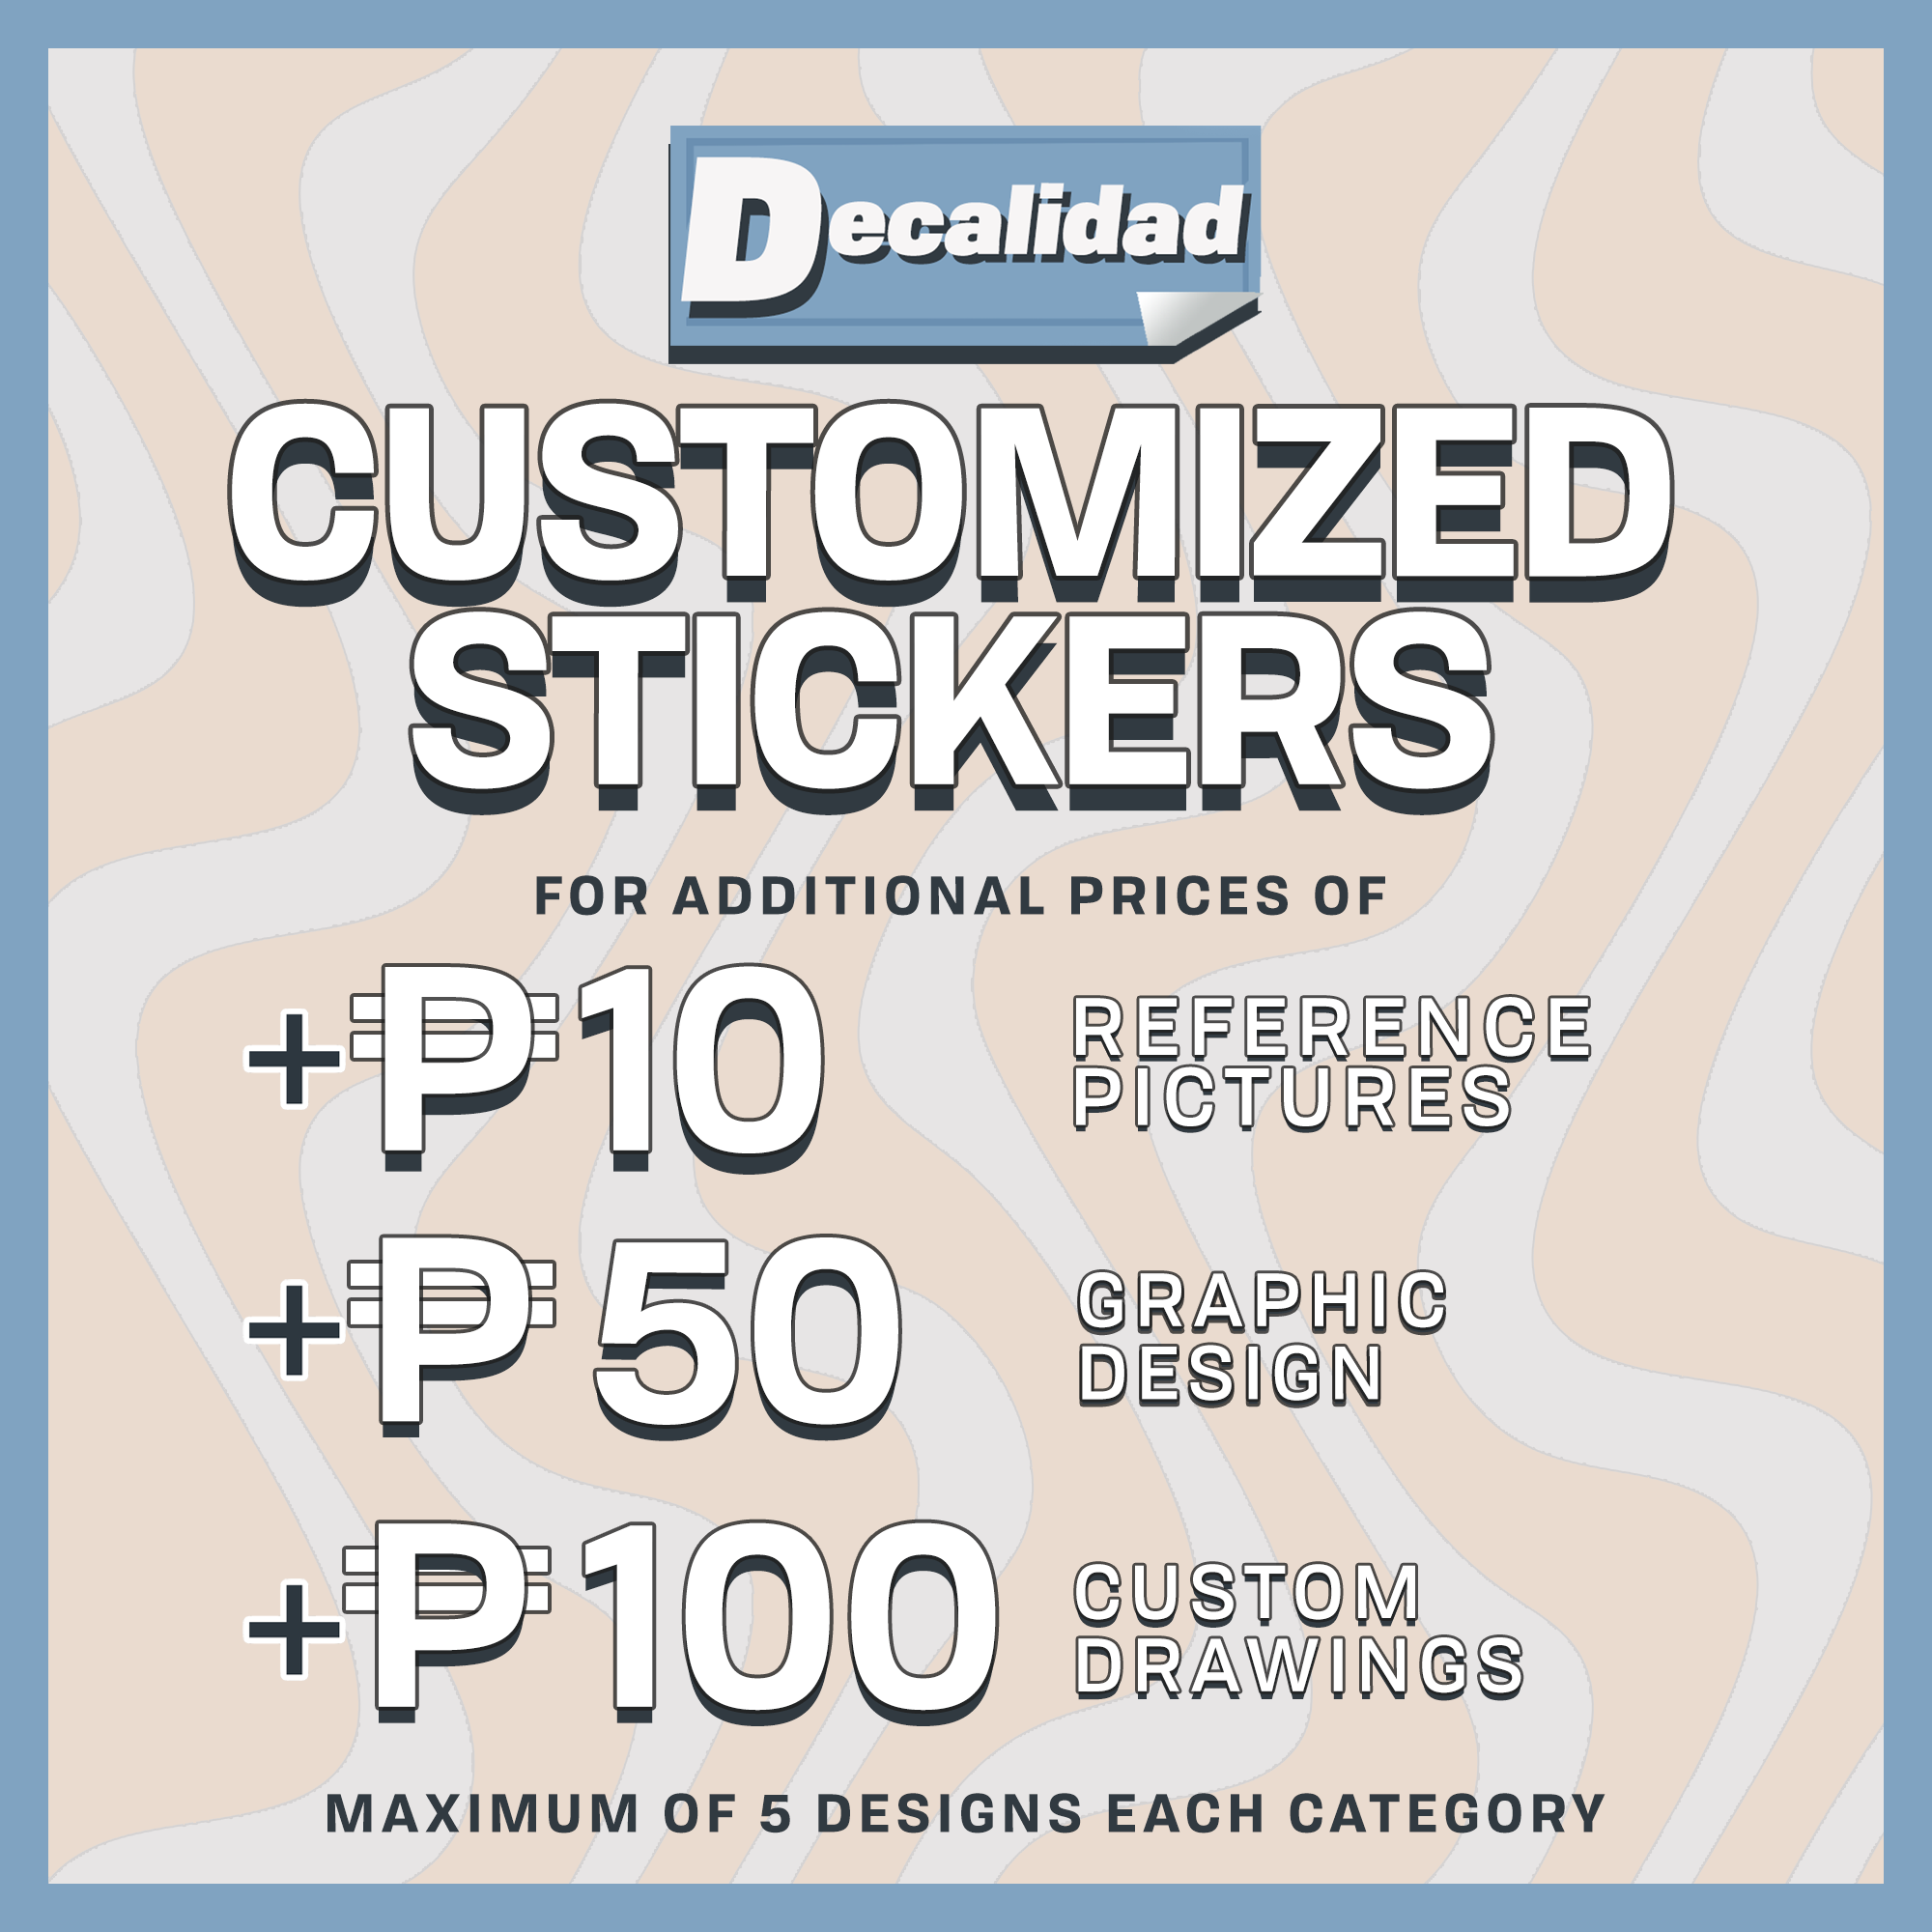 Decalidad
CUSTOMIZED
STICKERS
FOR ADDITIONAL PRICES OF
+₱10
REFERENCE
PICTURES
+₱50
GRAPHIC
DESIGN
+₱100
CUSTOM
DRAWINGS
MAXIMUM OF 5 DESIGNS EACH CATEGORY